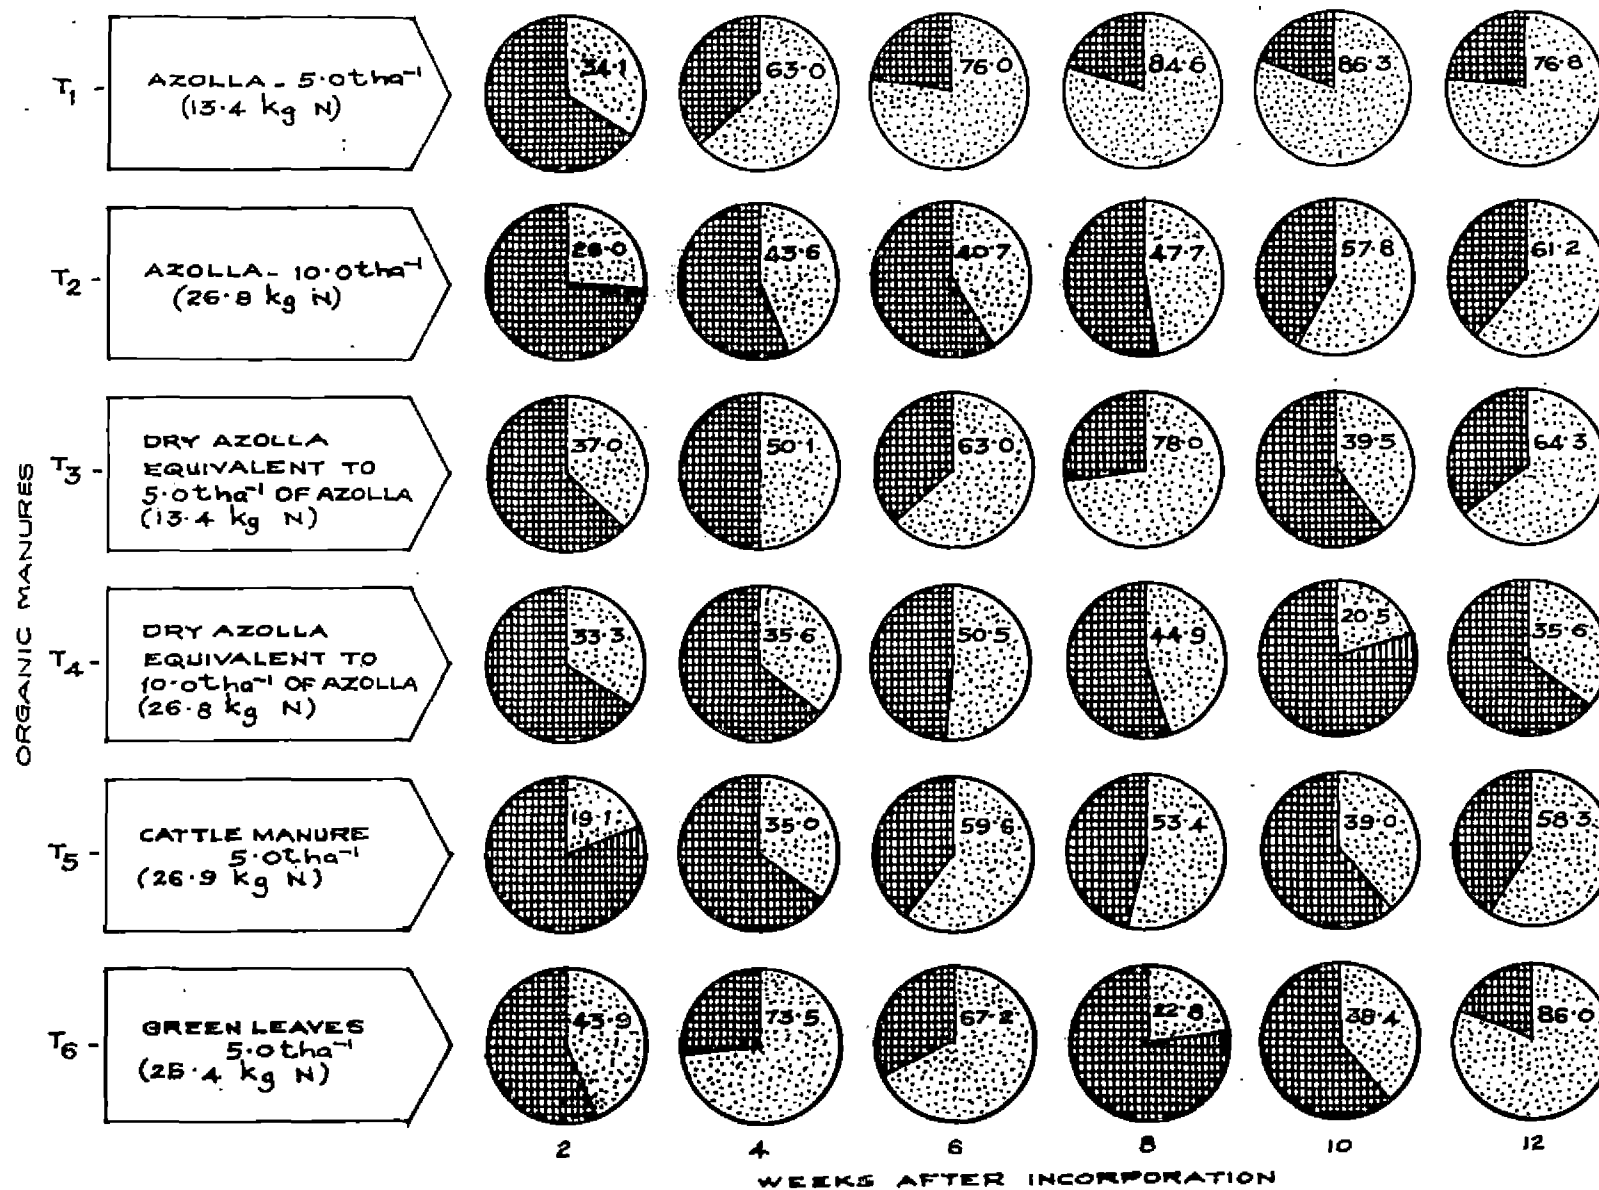 ORGANIC MANURES
T1 - AZOLLA - 5·0 t ha⁻¹
(13·4 kg N)
34·1 63·0 76·0 84·6 86·3 76·8
T2 - AZOLLA - 10·0 t ha⁻¹
(26·8 kg N)
26·0 43·6 40·7 47·7 57·8 61·2
T3 - DRY AZOLLA
EQUIVALENT TO
5·0 t ha⁻¹ OF AZOLLA
(13·4 kg N)
37·0 50·1 63·0 78·0 39·5 64·3
T4 - DRY AZOLLA
EQUIVALENT TO
10·0 t ha⁻¹ OF AZOLLA
(26·8 kg N)
33·3 35·6 50·5 44·9 20·5 35·6
T5 - CATTLE MANURE
5·0 t ha⁻¹
(26·9 kg N)
19·1 35·0 59·6 53·4 39·0 58·3
T6 - GREEN LEAVES
5·0 t ha⁻¹
(25·4 kg N)
43·9 73·5 67·2 22·8 38·4 86·0
2 4 6 8 10 12
WEEKS AFTER INCORPORATION